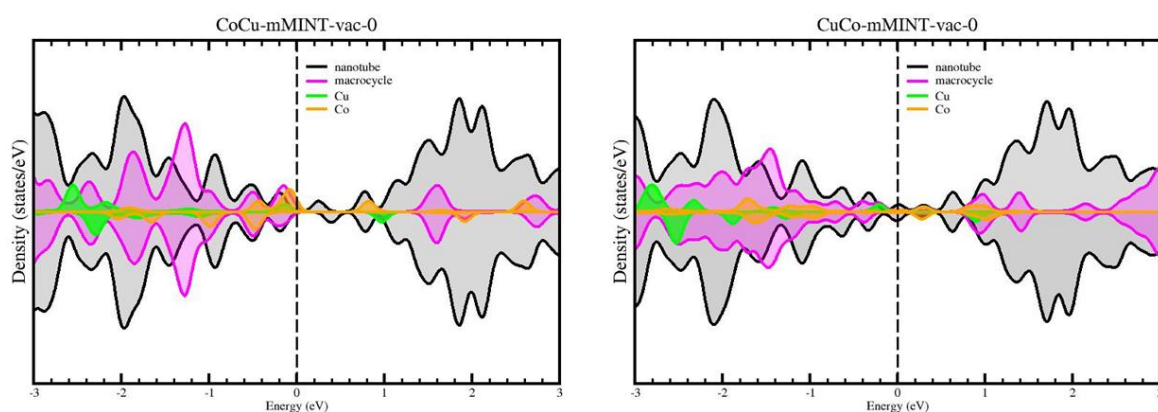 CoCu-mMINT-vac-0
Density (states/eV)
nanotube
macrocycle
Cu
Co
-3 -2 -1 0 1 2 3
Energy (eV)
CuCo-mMINT-vac-0
Density (states/eV)
nanotube
macrocycle
Cu
Co
-3 -2 -1 0 1 2
Energy (eV)